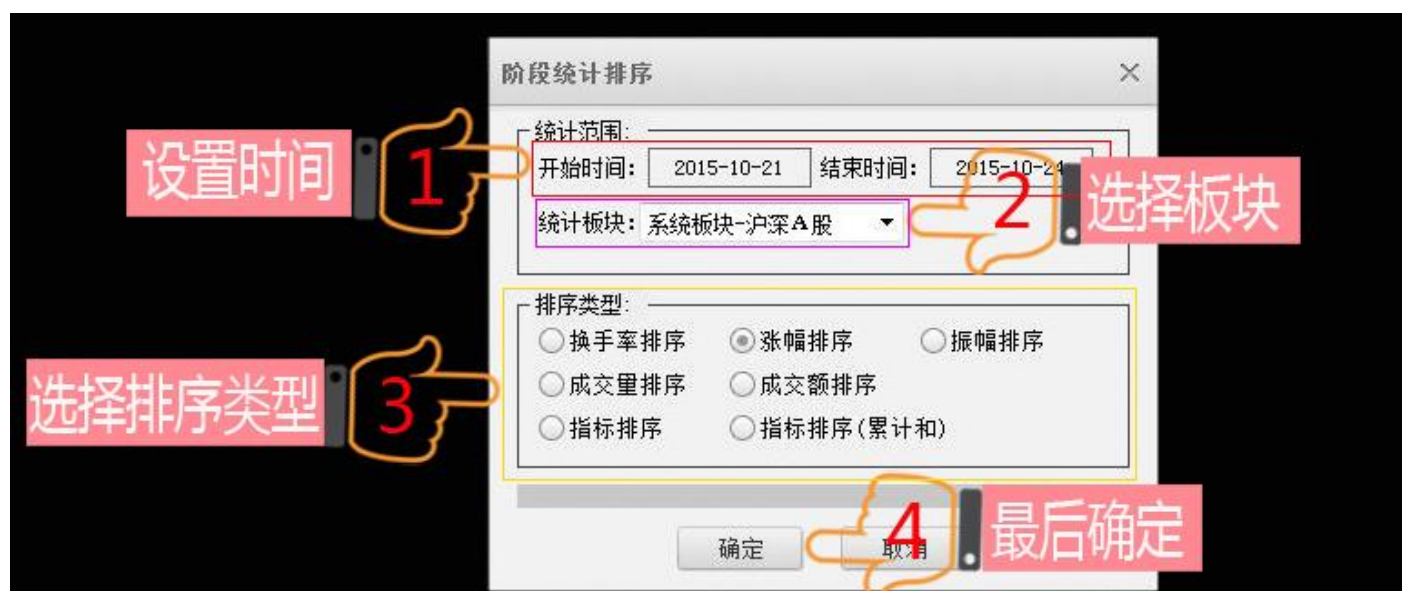 阶段统计排序
统计范围:
设置时间 1 开始时间: 2015-10-21 结束时间: 2015-10-24
统计板块: 系统板块-沪深A股 2 选择板块
排序类型:
换手率排序 涨幅排序 振幅排序
选择排序类型 3 成交量排序 成交额排序
指标排序 指标排序(累计和)
确定 取消 4 最后确定